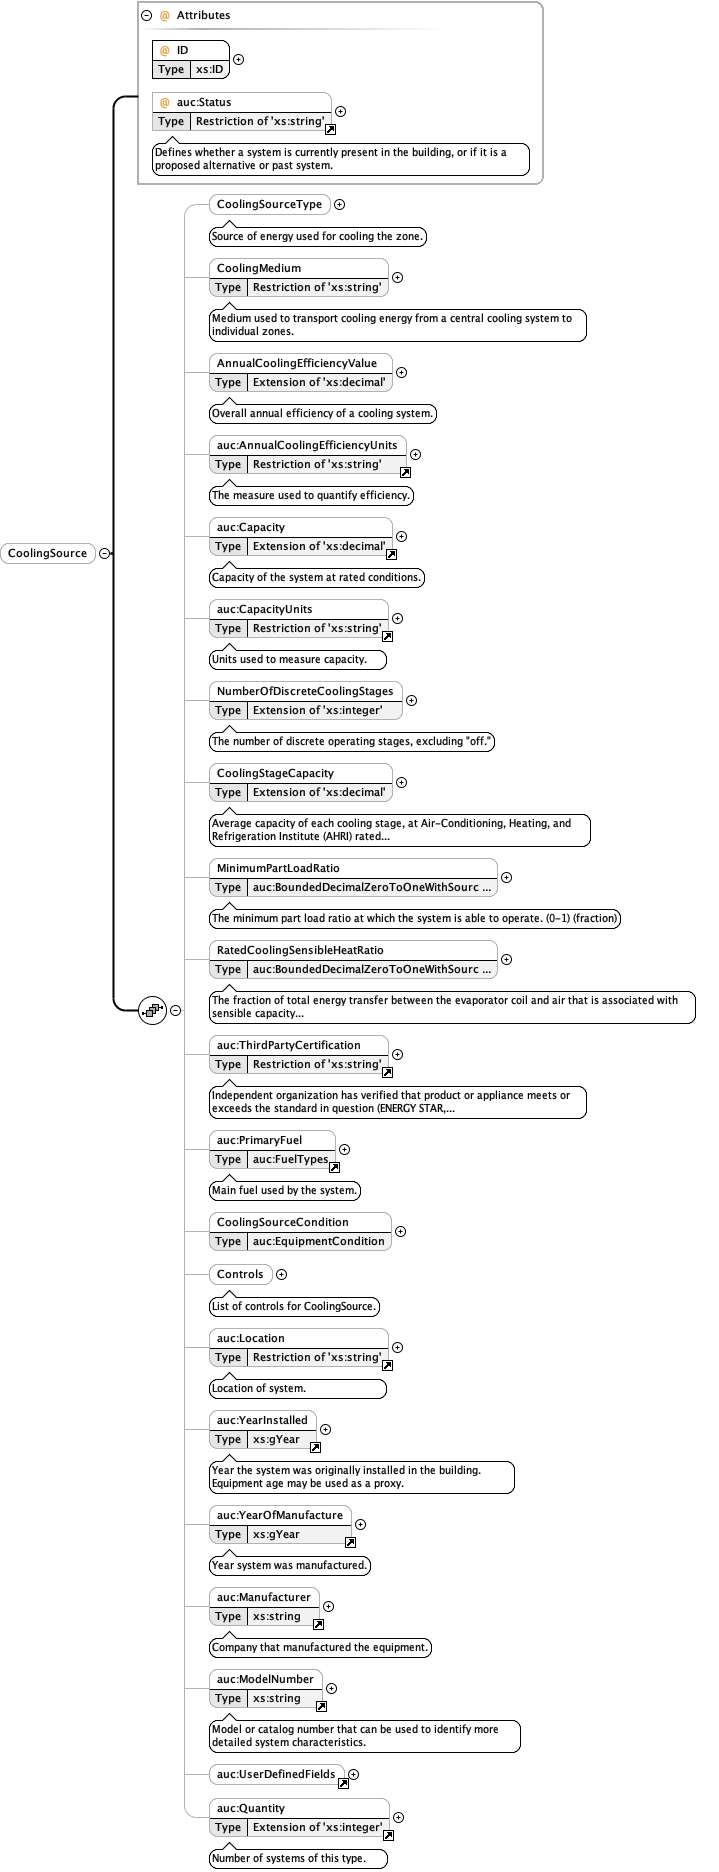 @ Attributes
@ ID
Type xs:ID
@ auc:Status
Type Restriction of 'xs:string'
Defines whether a system is currently present in the building, or if it is a
proposed alternative or past system.
CoolingSource
CoolingSourceType
Source of energy used for cooling the zone.
CoolingMedium
Type Restriction of 'xs:string'
Medium used to transport cooling energy from a central cooling system to
individual zones.
AnnualCoolingEfficiencyValue
Type Extension of 'xs:decimal'
Overall annual efficiency of a cooling system.
auc:AnnualCoolingEfficiencyUnits
Type Restriction of 'xs:string'
The measure used to quantify efficiency.
auc:Capacity
Type Extension of 'xs:decimal'
Capacity of the system at rated conditions.
auc:CapacityUnits
Type Restriction of 'xs:string'
Units used to measure capacity.
NumberOfDiscreteCoolingStages
Type Extension of 'xs:integer'
The number of discrete operating stages, excluding "off."
CoolingStageCapacity
Type Extension of 'xs:decimal'
Average capacity of each cooling stage, at Air-Conditioning, Heating, and
Refrigeration Institute (AHRI) rated...
MinimumPartLoadRatio
Type auc:BoundedDecimalZeroToOneWithSourc ...
The minimum part load ratio at which the system is able to operate. (0-1) (fraction)
RatedCoolingSensibleHeatRatio
Type auc:BoundedDecimalZeroToOneWithSourc ...
The fraction of total energy transfer between the evaporator coil and air that is associated with
sensible capacity...
auc:ThirdPartyCertification
Type Restriction of 'xs:string'
Independent organization has verified that product or appliance meets or
exceeds the standard in question (ENERGY STAR,...
auc:PrimaryFuel
Type auc:FuelTypes
Main fuel used by the system.
CoolingSourceCondition
Type auc:EquipmentCondition
Controls
List of controls for CoolingSource.
auc:Location
Type Restriction of 'xs:string'
Location of system.
auc:YearInstalled
Type xs:gYear
Year the system was originally installed in the building.
Equipment age may be used as a proxy.
auc:YearOfManufacture
Type xs:gYear
Year system was manufactured.
auc:Manufacturer
Type xs:string
Company that manufactured the equipment.
auc:ModelNumber
Type xs:string
Model or catalog number that can be used to identify more
detailed system characteristics.
auc:UserDefinedFields
auc:Quantity
Type Extension of 'xs:integer'
Number of systems of this type.